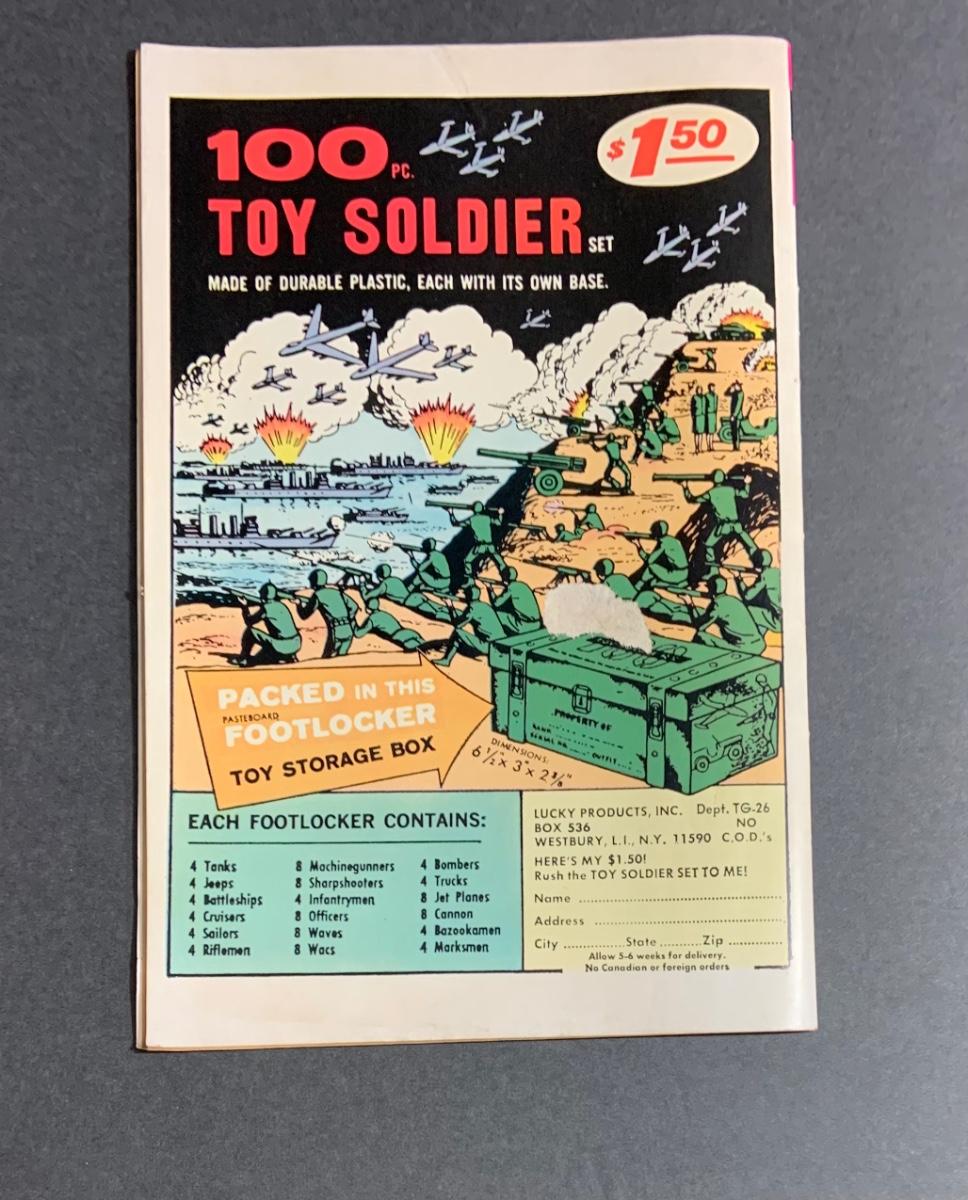 100 PC.
$1 50
TOY SOLDIER SET
MADE OF DURABLE PLASTIC, EACH WITH ITS OWN BASE.
PACKED IN THIS
PASTEBOARD
FOOTLOCKER
TOY STORAGE BOX
PROPERTY OF
OUTFIT
DIMENSIONS:
6 1/2" X 3" X 2 3/8"
EACH FOOTLOCKER CONTAINS:
4 Tanks
4 Jeeps
4 Battleships
4 Cruisers
4 Sailors
4 Riflemen
8 Machinegunners
8 Sharpshooters
4 Infantrymen
8 Officers
8 Waves
8 Wacs
4 Bombers
4 Trucks
8 Jet Planes
8 Cannon
4 Bazookamen
4 Marksmen
LUCKY PRODUCTS, INC. Dept. TG-26
BOX 536 NO
WESTBURY, L.I., N.Y. 11590 C.O.D.'s
HERE'S MY $1.50!
Rush the TOY SOLDIER SET TO ME!
Name
Address
City State Zip
Allow 5-6 weeks for delivery.
No Canadian or foreign orders